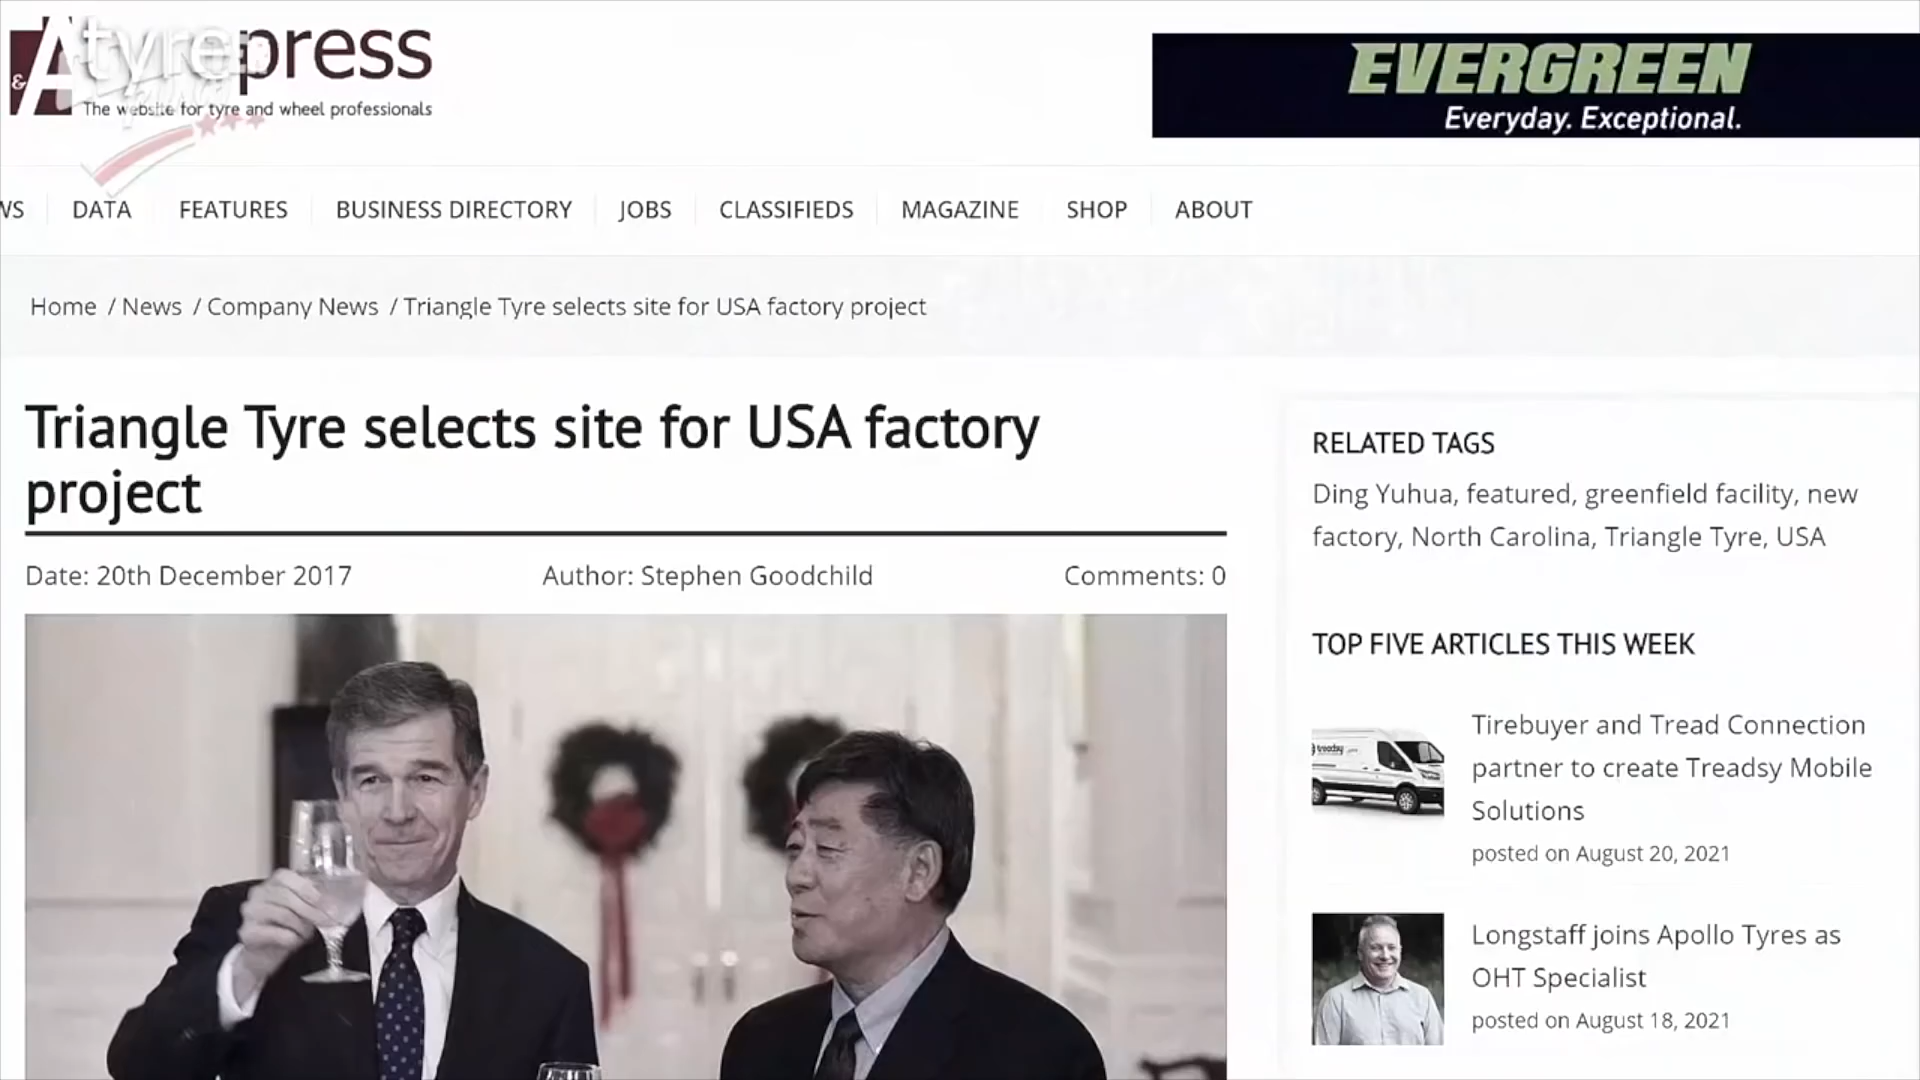 tyrepress
The website for tyre and wheel professionals
EVERGREEN
Everyday. Exceptional.
WS DATA FEATURES BUSINESS DIRECTORY JOBS CLASSIFIEDS MAGAZINE SHOP ABOUT
Home / News / Company News / Triangle Tyre selects site for USA factory project
Triangle Tyre selects site for USA factory
project
Date: 20th December 2017 Author: Stephen Goodchild Comments: 0
RELATED TAGS
Ding Yuhua, featured, greenfield facility, new
factory, North Carolina, Triangle Tyre, USA
TOP FIVE ARTICLES THIS WEEK
treadsy
Tirebuyer and Tread Connection
partner to create Treadsy Mobile
Solutions
posted on August 20, 2021
Longstaff joins Apollo Tyres as
OHT Specialist
posted on August 18, 2021